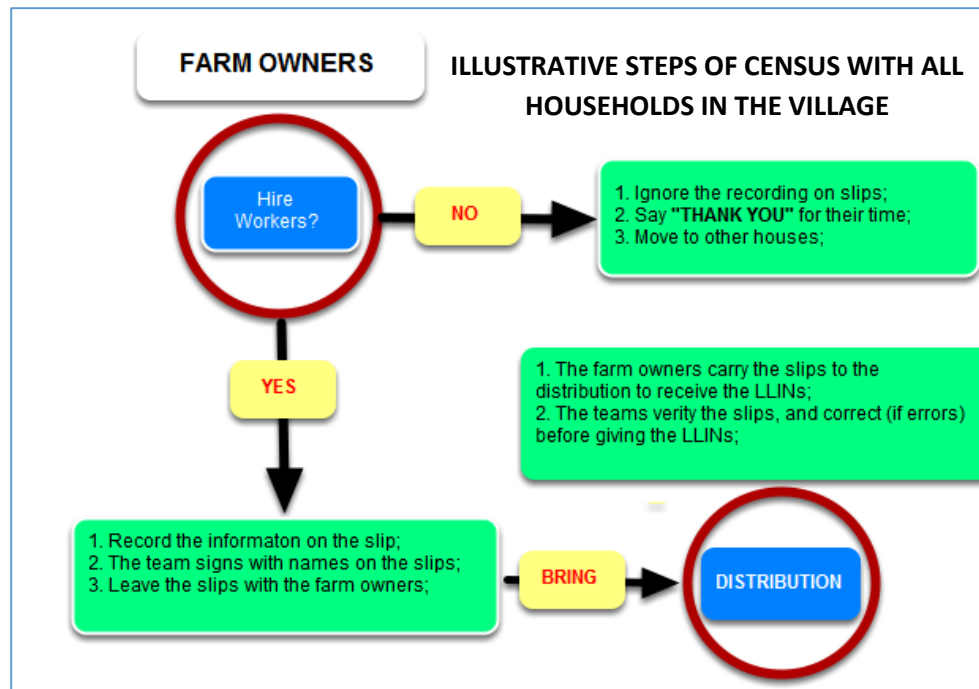 FARM OWNERS
ILLUSTRATIVE STEPS OF CENSUS WITH ALL
HOUSEHOLDS IN THE VILLAGE
Hire
Workers?
NO
1. Ignore the recording on slips;
2. Say "THANK YOU" for their time;
3. Move to other houses;
YES
1. The farm owners carry the slips to the
distribution to receive the LLINs;
2. The teams verity the slips, and correct (if errors)
before giving the LLINs;
1. Record the informaton on the slip;
2. The team signs with names on the slips;
3. Leave the slips with the farm owners;
BRING
DISTRIBUTION